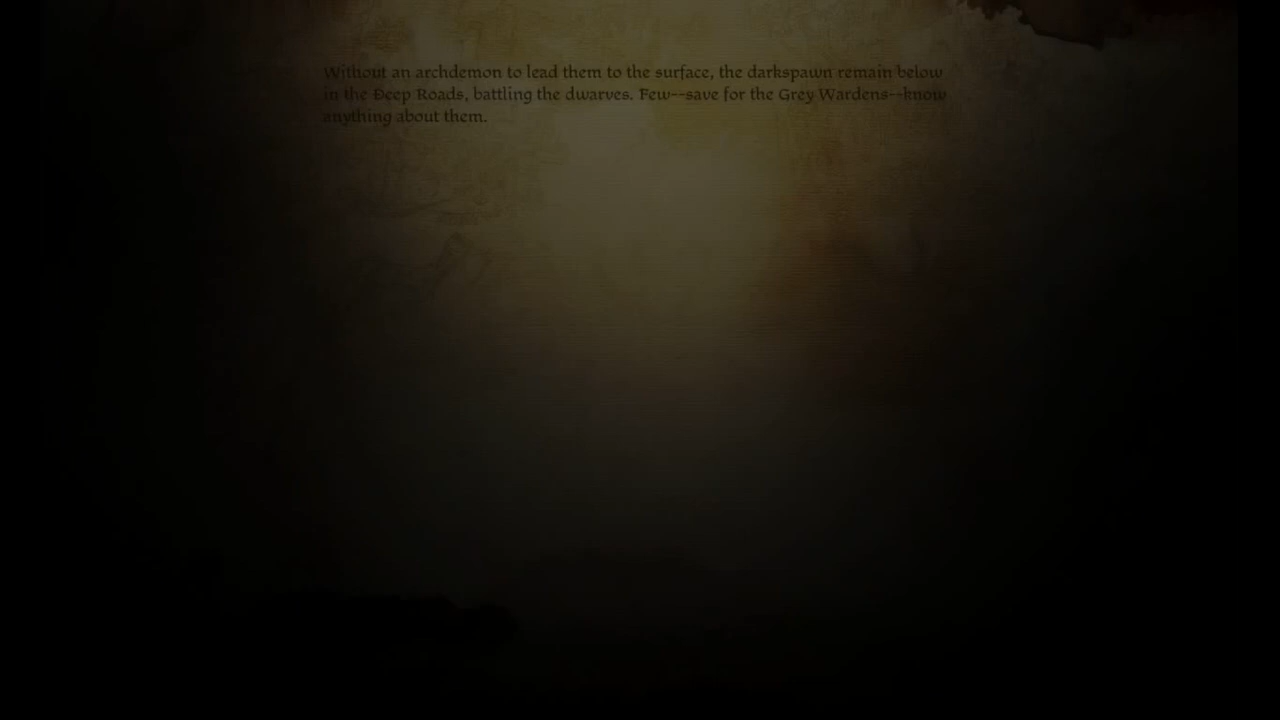 Without an archdemon to lead them to the surface, the darkspawn remain below
in the Deep Roads, battling the dwarves. Few--save for the Grey Wardens--know
anything about them.